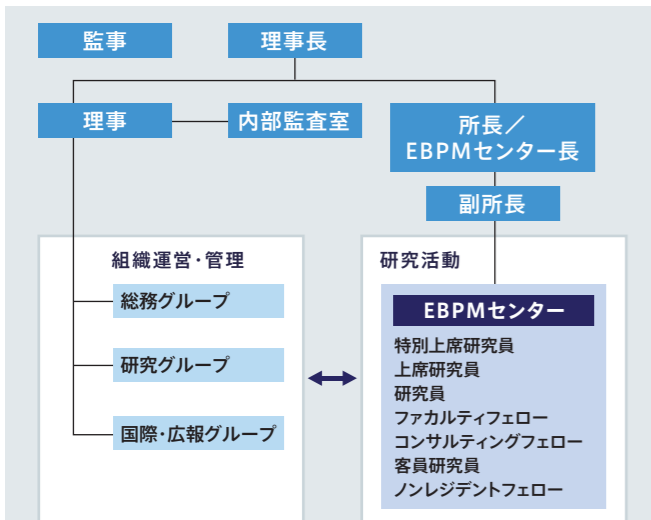 監事
理事長
理事
内部監査室
所長／
EBPMセンター長
副所長
組織運営・管理
総務グループ
研究グループ
国際・広報グループ
研究活動
EBPMセンター
特別上席研究員
上席研究員
研究員
ファカルティフェロー
コンサルティングフェロー
客員研究員
ノンレジデントフェロー